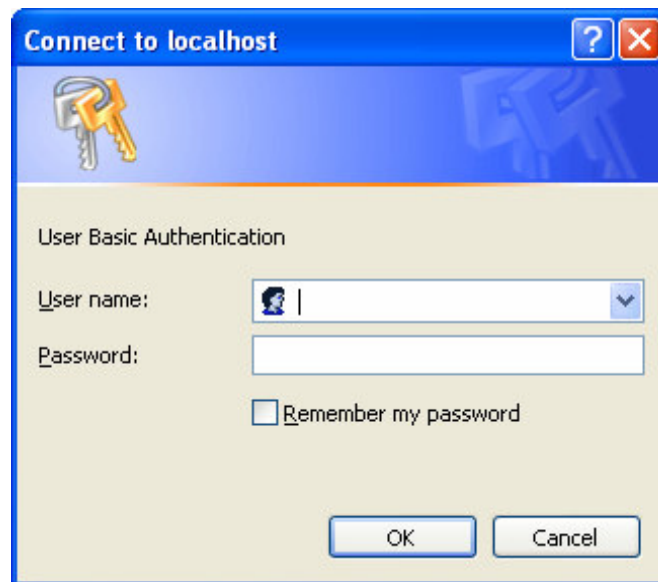 Connect to localhost
User Basic Authentication
User name:
Password:
Remember my password
OK Cancel